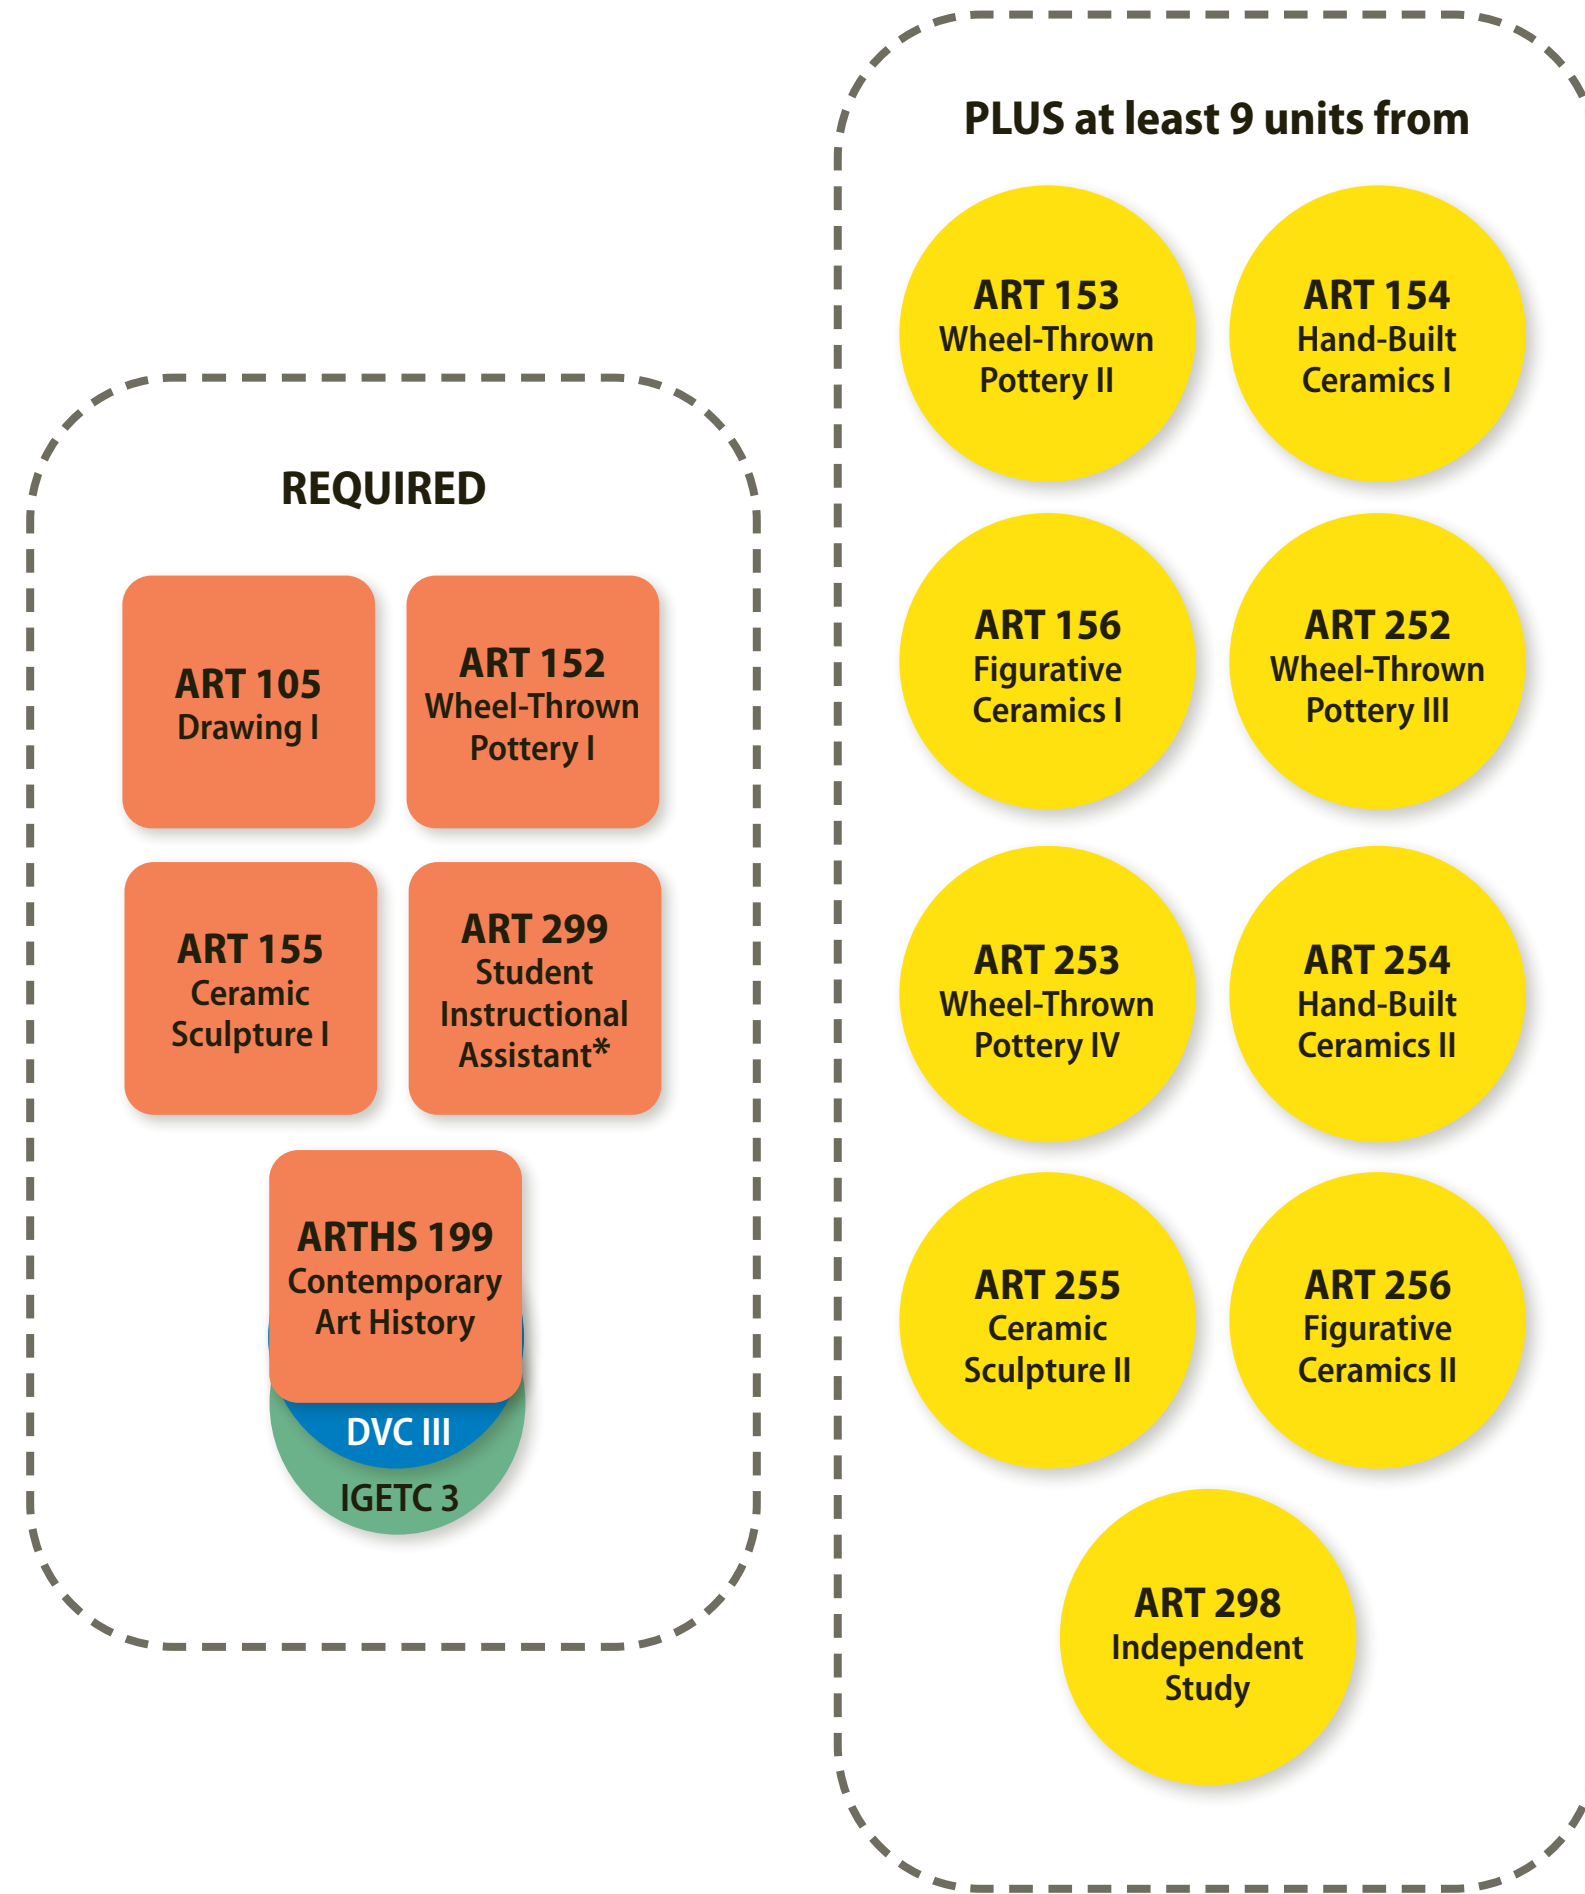 REQUIRED
ART 105
Drawing I
ART 152
Wheel-Thrown
Pottery I
ART 155
Ceramic
Sculpture I
ART 299
Student
Instructional
Assistant*
ARTHS 199
Contemporary
Art History
DVC III
IGETC 3
PLUS at least 9 units from
ART 153
Wheel-Thrown
Pottery II
ART 154
Hand-Built
Ceramics I
ART 156
Figurative
Ceramics I
ART 252
Wheel-Thrown
Pottery III
ART 253
Wheel-Thrown
Pottery IV
ART 254
Hand-Built
Ceramics II
ART 255
Ceramic
Sculpture II
ART 256
Figurative
Ceramics II
ART 298
Independent
Study